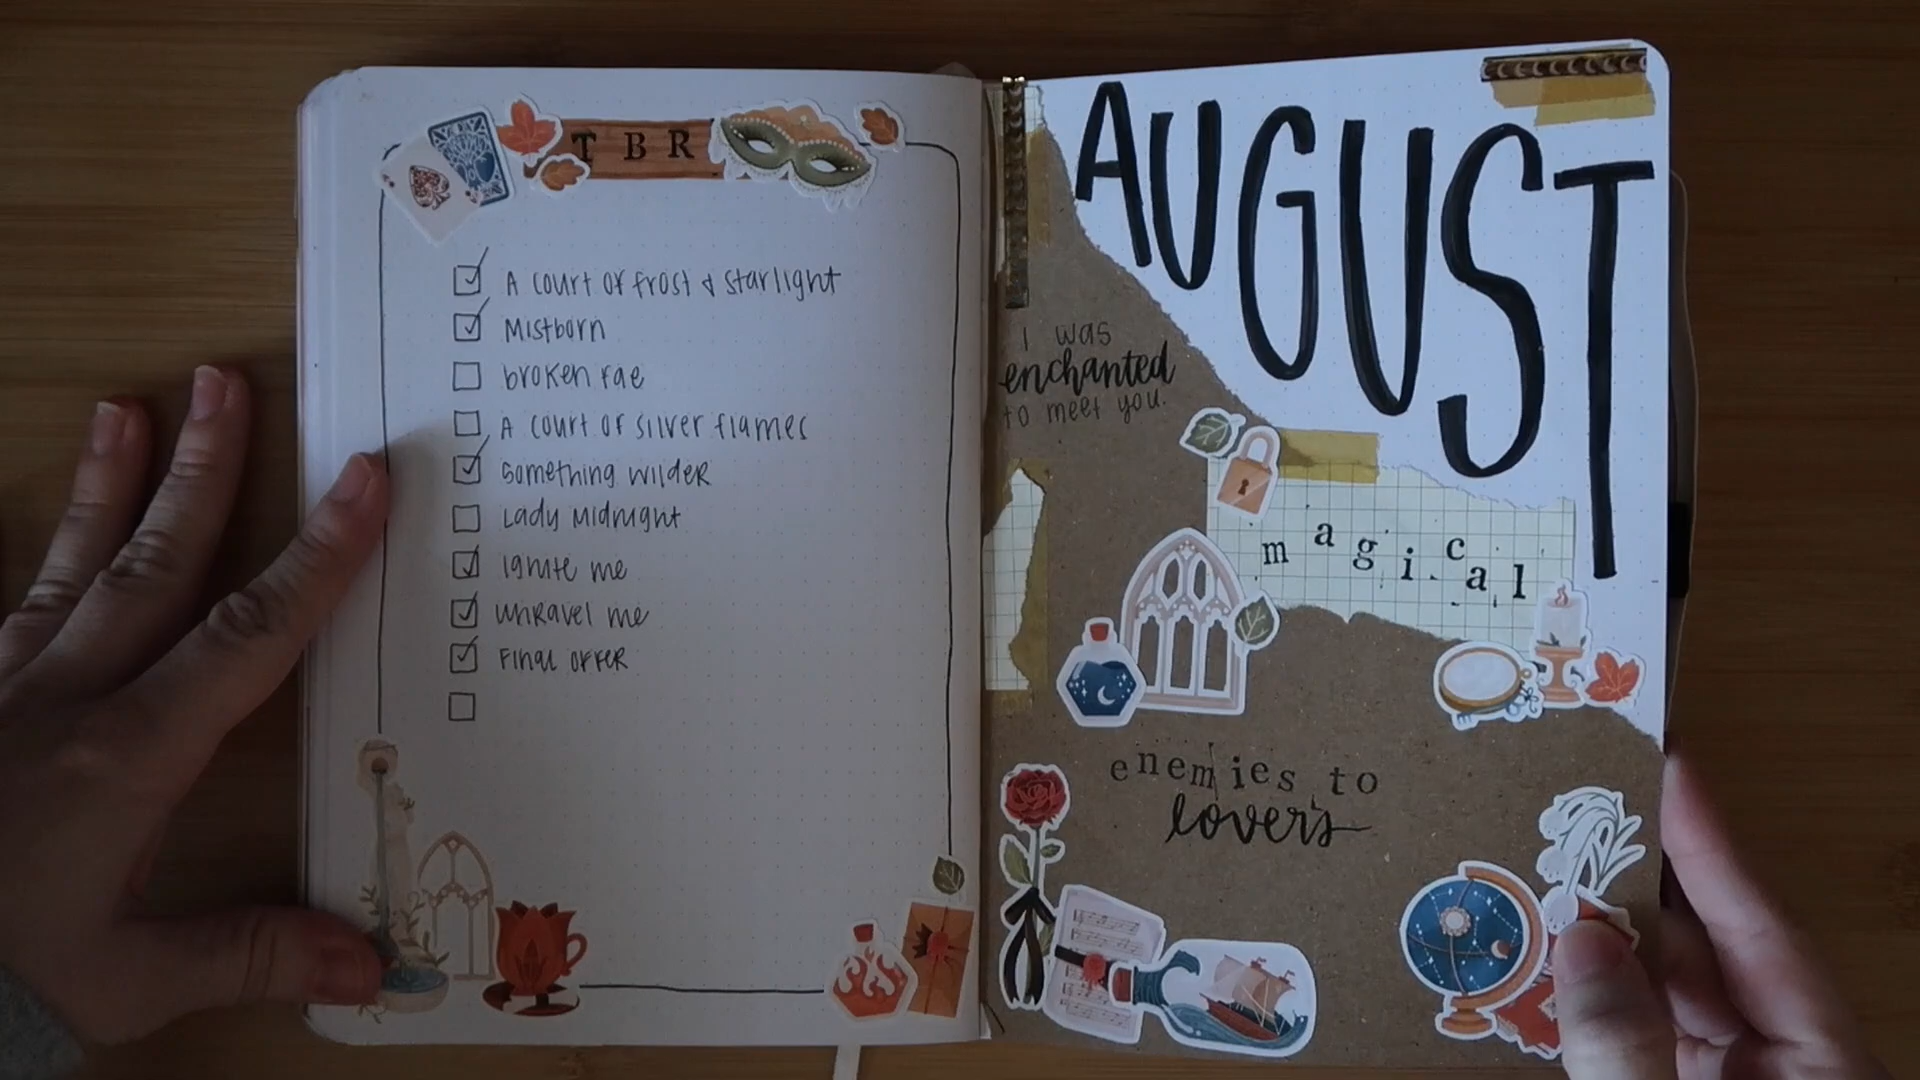 TBR
A court of frost & starlight
Mistborn
broken fae
A court of silver flames
Something wilder
Lady Midnight
Ignite me
unravel me
Final offer
AUGUST
I was
enchanted
to meet you.
magical
enemies to
lovers